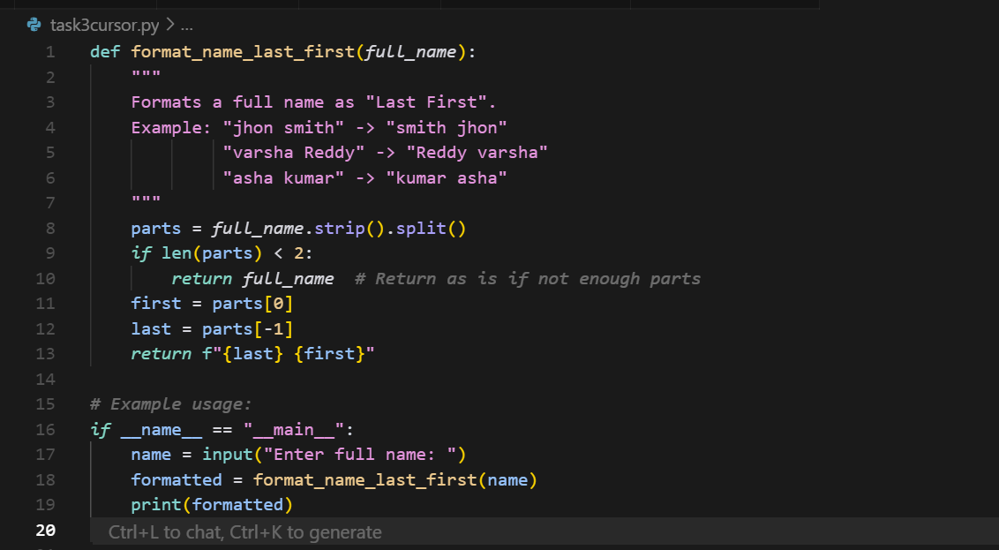 task3cursor.py > ...
1 def format_name_last_first(full_name):
2     """
3     Formats a full name as "Last First".
4     Example: "jhon smith" -> "smith jhon"
5              "varsha Reddy" -> "Reddy varsha"
6              "asha kumar" -> "kumar asha"
7     """
8     parts = full_name.strip().split()
9     if len(parts) < 2:
10         return full_name  # Return as is if not enough parts
11     first = parts[0]
12     last = parts[-1]
13     return f"{last} {first}"
14
15 # Example usage:
16 if __name__ == "__main__":
17     name = input("Enter full name: ")
18     formatted = format_name_last_first(name)
19     print(formatted)
20 Ctrl+L to chat, Ctrl+K to generate